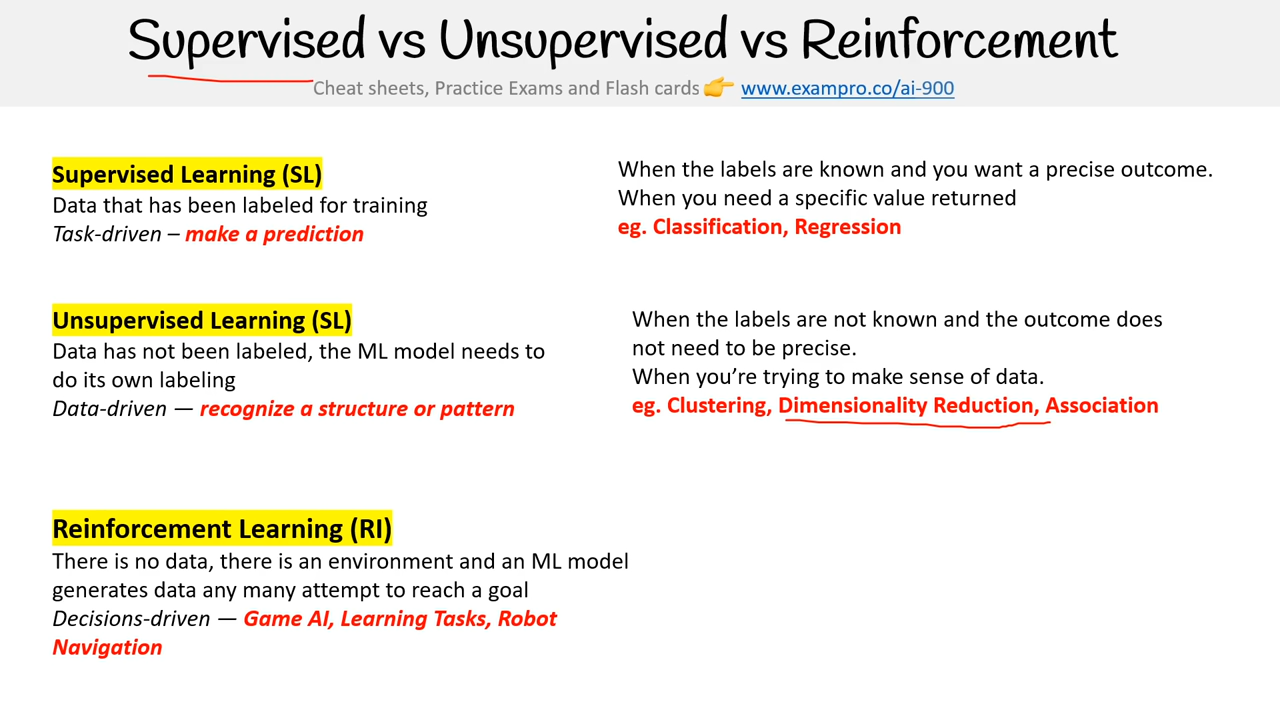 Supervised vs Unsupervised vs Reinforcement
Cheat sheets, Practice Exams and Flash cards 👉 www.exampro.co/ai-900
Supervised Learning (SL)
Data that has been labeled for training
Task-driven – make a prediction
When the labels are known and you want a precise outcome.
When you need a specific value returned
eg. Classification, Regression
Unsupervised Learning (SL)
Data has not been labeled, the ML model needs to
do its own labeling
Data-driven — recognize a structure or pattern
When the labels are not known and the outcome does
not need to be precise.
When you’re trying to make sense of data.
eg. Clustering, Dimensionality Reduction, Association
Reinforcement Learning (RI)
There is no data, there is an environment and an ML model
generates data any many attempt to reach a goal
Decisions-driven — Game AI, Learning Tasks, Robot
Navigation